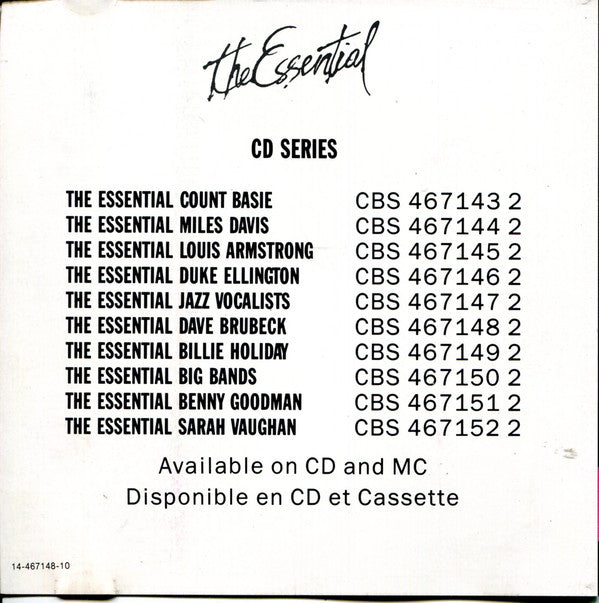 the Essential
CD SERIES
THE ESSENTIAL COUNT BASIE CBS 467143 2
THE ESSENTIAL MILES DAVIS CBS 467144 2
THE ESSENTIAL LOUIS ARMSTRONG CBS 467145 2
THE ESSENTIAL DUKE ELLINGTON CBS 467146 2
THE ESSENTIAL JAZZ VOCALISTS CBS 467147 2
THE ESSENTIAL DAVE BRUBECK CBS 467148 2
THE ESSENTIAL BILLIE HOLIDAY CBS 467149 2
THE ESSENTIAL BIG BANDS CBS 467150 2
THE ESSENTIAL BENNY GOODMAN CBS 467151 2
THE ESSENTIAL SARAH VAUGHAN CBS 467152 2
Available on CD and MC
Disponible en CD et Cassette
14-467148-10